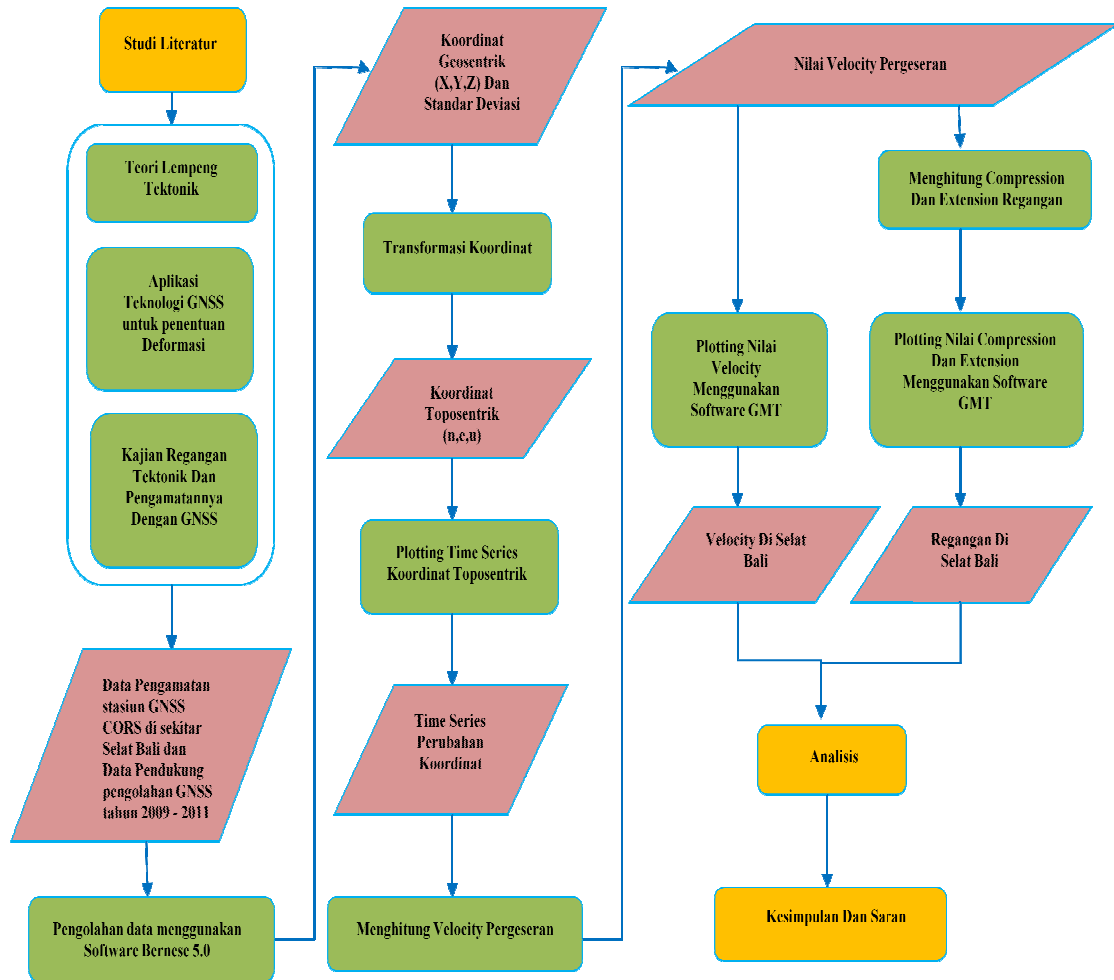 Studi Literatur
Teori Lempeng
Tektonik
Aplikasi
Teknologi GNSS
untuk penentuan
Deformasi
Kajian Regangan
Tektonik Dan
Pengamatannya
Dengan GNSS
Data Pengamatan
stasiun GNSS
CORS di sekitar
Selat Bali dan
Data Pendukung
pengolahan GNSS
tahun 2009 - 2011
Pengolahan data menggunakan
Software Bernese 5.0
Koordinat
Geosentrik
(X,Y,Z) Dan
Standar Deviasi
Transformasi Koordinat
Koordinat
Toposentrik
(n,e,u)
Plotting Time Series
Koordinat Toposentrik
Time Series
Perubahan
Koordinat
Menghitung Velocity Pergeseran
Nilai Velocity Pergeseran
Menghitung Compression
Dan Extension Regangan
Plotting Nilai
Velocity
Menggunakan
Software GMT
Plotting Nilai Compression
Dan Extension
Menggunakan Software
GMT
Velocity Di Selat
Bali
Regangan Di
Selat Bali
Analisis
Kesimpulan Dan Saran